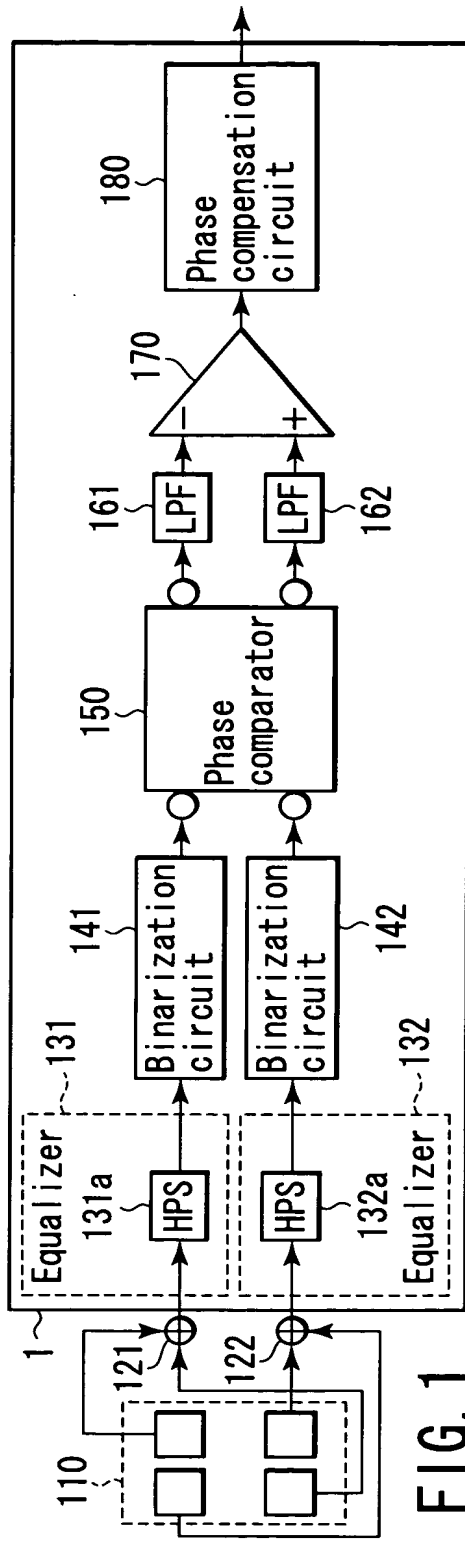 1
110
121
122
Equalizer
131
131a
HPS
HPS
132a
Equalizer
132
141
Binarization
circuit
Binarization
circuit
142
150
Phase
comparator
161
LPF
LPF
162
170
-
+
180
Phase
compensation
circuit
FIG. 1